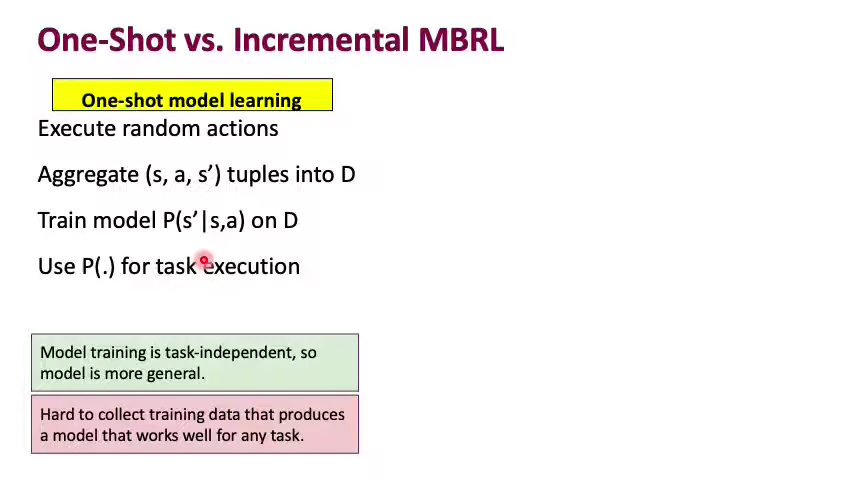 One-Shot vs. Incremental MBRL
One-shot model learning
Execute random actions
Aggregate (s, a, s’) tuples into D
Train model P(s’|s,a) on D
Use P(.) for task execution
Model training is task-independent, so
model is more general.
Hard to collect training data that produces
a model that works well for any task.